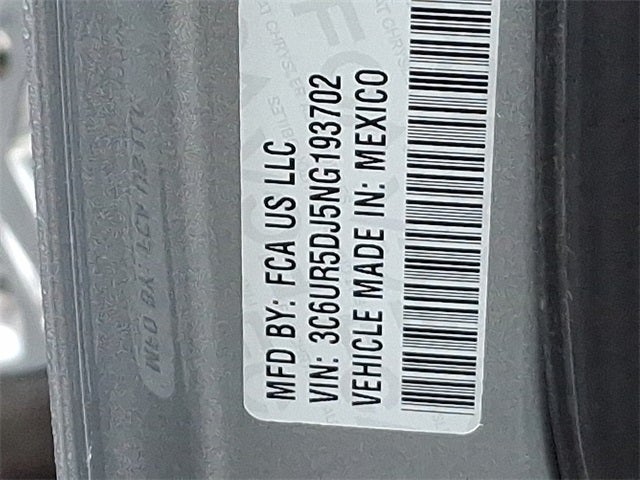 MFD BY: FCA US LLC
VIN: 3C6UR5DJ5NG193702
VEHICLE MADE IN: MEXICO